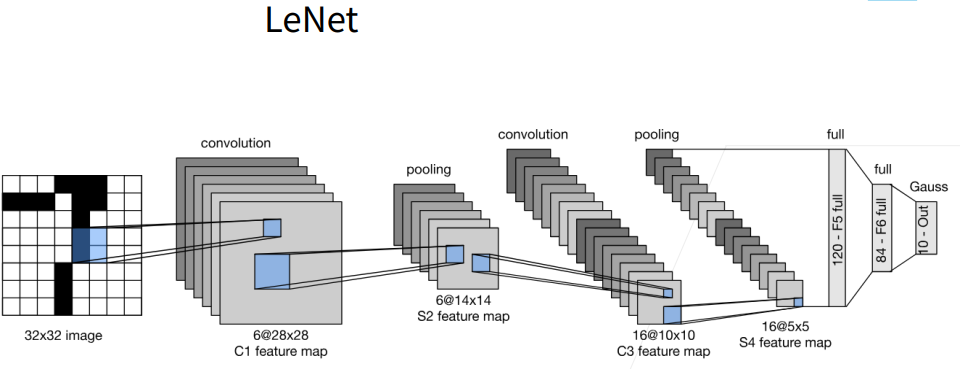 LeNet
convolution
pooling
convolution
pooling
full
full
Gauss
120 - F5 full
84 - F6 full
10 - Out
32x32 image
6@28x28
C1 feature map
6@14x14
S2 feature map
16@10x10
C3 feature map
16@5x5
S4 feature map